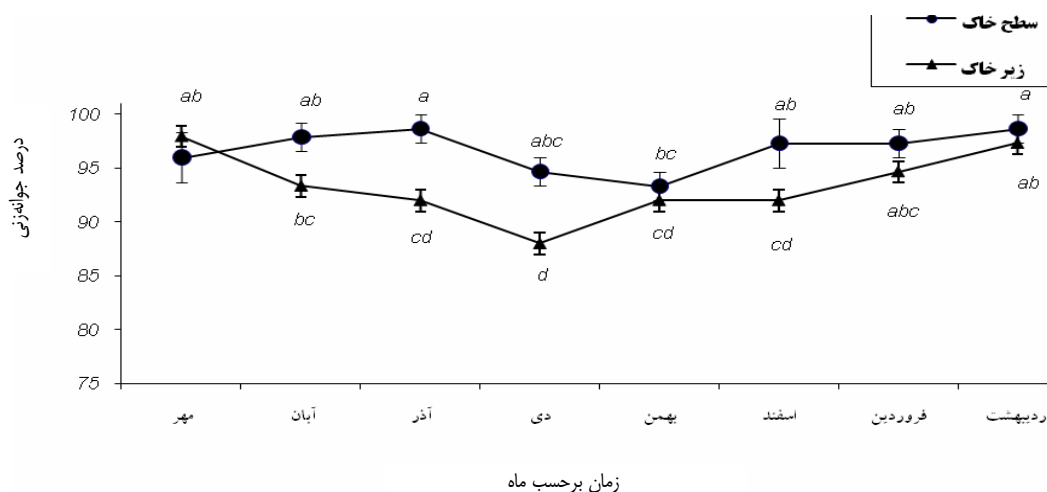 سطح خاک
زیر خاک
درصد جوانه‌زنی
100
95
90
85
80
75
ab
ab
a
abc
bc
ab
ab
a
bc
cd
d
cd
cd
abc
ab
مهر
آبان
آذر
دی
بهمن
اسفند
فروردین
ردیبهشت
زمان برحسب ماه